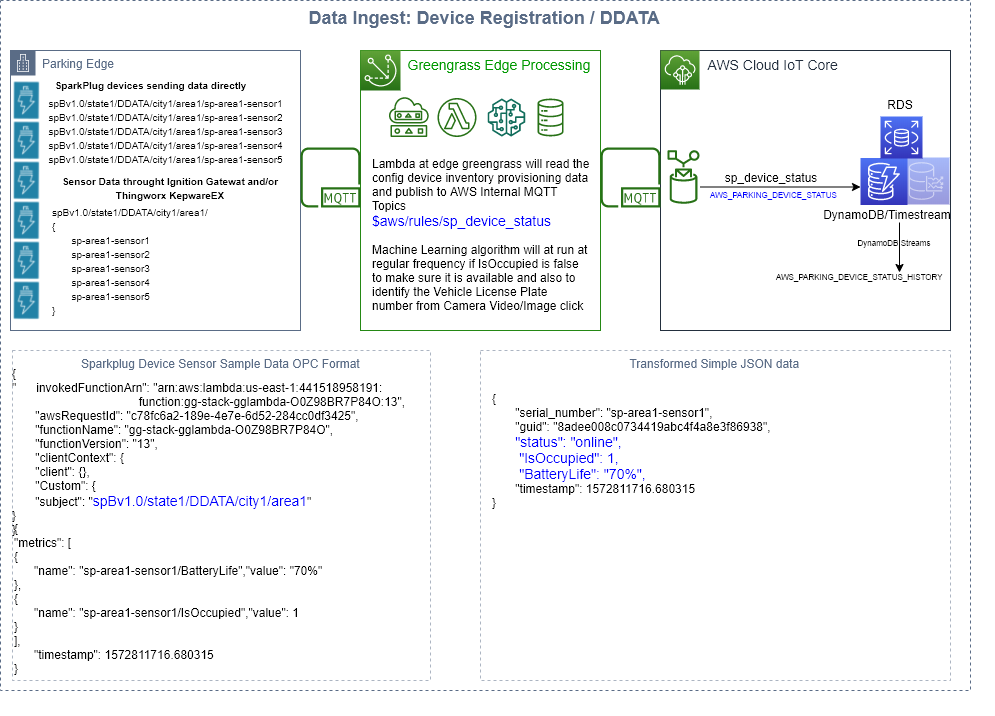 Data Ingest: Device Registration / DDATA
Parking Edge
SparkPlug devices sending data directly
spBv1.0/state1/DDATA/city1/area1/sp-area1-sensor1
spBv1.0/state1/DDATA/city1/area1/sp-area1-sensor2
spBv1.0/state1/DDATA/city1/area1/sp-area1-sensor3
spBv1.0/state1/DDATA/city1/area1/sp-area1-sensor4
spBv1.0/state1/DDATA/city1/area1/sp-area1-sensor5
Sensor Data throught Ignition Gatewat and/or
Thingworx KepwareEX
spBv1.0/state1/DDATA/city1/area1/
{
sp-area1-sensor1
sp-area1-sensor2
sp-area1-sensor3
sp-area1-sensor4
sp-area1-sensor5
}
MQTT
Greengrass Edge Processing
Lambda at edge greengrass will read the
config device inventory provisioning data
and publish to AWS Internal MQTT
Topics
$aws/rules/sp_device_status
Machine Learning algorithm will at run at
regular frequency if IsOccupied is false
to make sure it is available and also to
identify the Vehicle License Plate
number from Camera Video/Image click
MQTT
AWS Cloud IoT Core
RDS
sp_device_status
AWS_PARKING_DEVICE_STATUS
DynamoDB/Timestream
DynamoDB Streams
AWS_PARKING_DEVICE_STATUS_HISTORY
Sparkplug Device Sensor Sample Data OPC Format
{
" invokedFunctionArn": "arn:aws:lambda:us-east-1:441518958191:
function:gg-stack-gglambda-O0Z98BR7P84O:13",
"awsRequestId": "c78fc6a2-189e-4e7e-6d52-284cc0df3425",
"functionName": "gg-stack-gglambda-O0Z98BR7P84O",
"functionVersion": "13",
"clientContext": {
"client": {},
"Custom": {
"subject": "spBv1.0/state1/DDATA/city1/area1"
}
}
{
"metrics": [
{
"name": "sp-area1-sensor1/BatteryLife","value": "70%"
},
{
"name": "sp-area1-sensor1/IsOccupied","value": 1
}
],
"timestamp": 1572811716.680315
}
Transformed Simple JSON data
{
"serial_number": "sp-area1-sensor1",
"guid": "8adee008c0734419abc4f4a8e3f86938",
"status": "online",
"IsOccupied": 1,
"BatteryLife": "70%",
"timestamp": 1572811716.680315
}